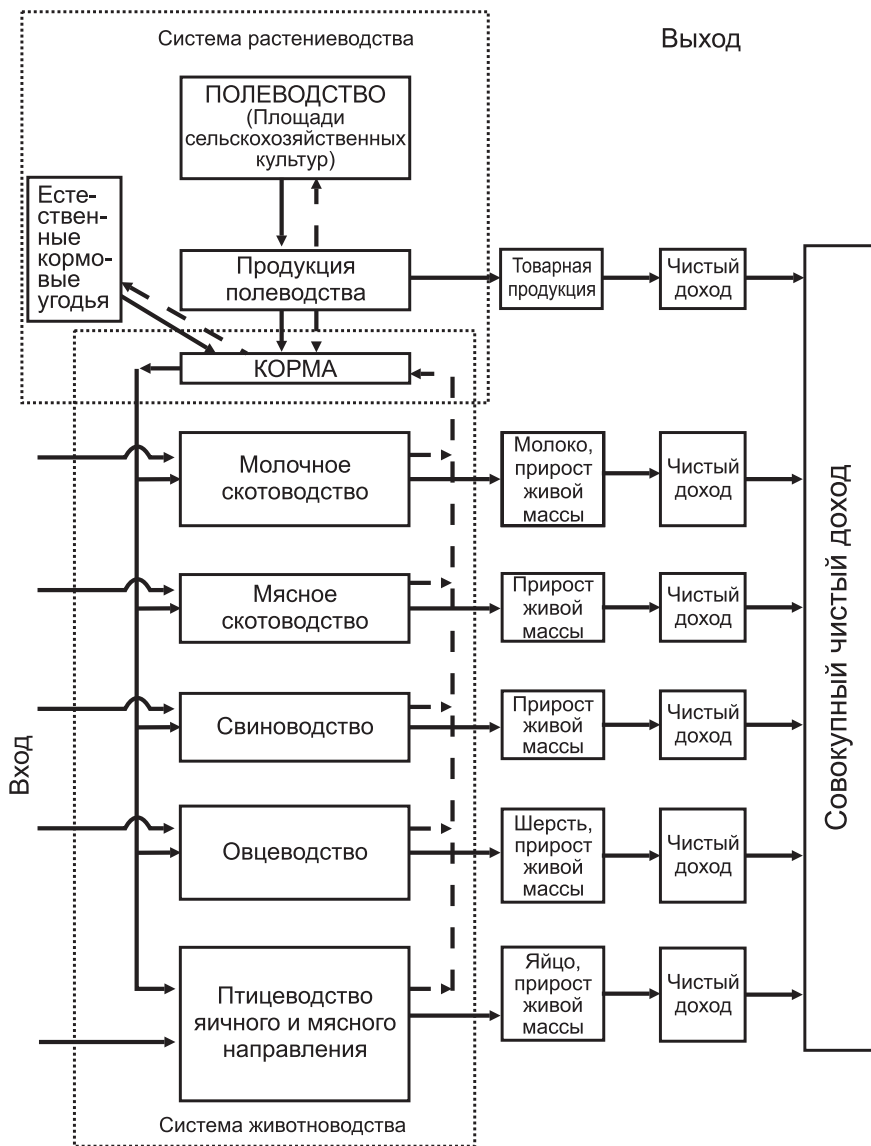 Система растениеводства
Выход
ПОЛЕВОДСТВО
(Площади
сельскохозяйственных
культур)
Есте-
ствен-
ные
кормо-
вые
угодья
Продукция
полеводства
Товарная
продукция
Чистый
доход
КОРМА
Молочное
скотоводство
Молоко,
прирост
живой
массы
Чистый
доход
Мясное
скотоводство
Прирост
живой
массы
Чистый
доход
Свиноводство
Прирост
живой
массы
Чистый
доход
Овцеводство
Шерсть,
прирост
живой
массы
Чистый
доход
Птицеводство
яичного и мясного
направления
Яйцо,
прирост
живой
массы
Чистый
доход
Вход
Совокупный чистый доход
Система животноводства